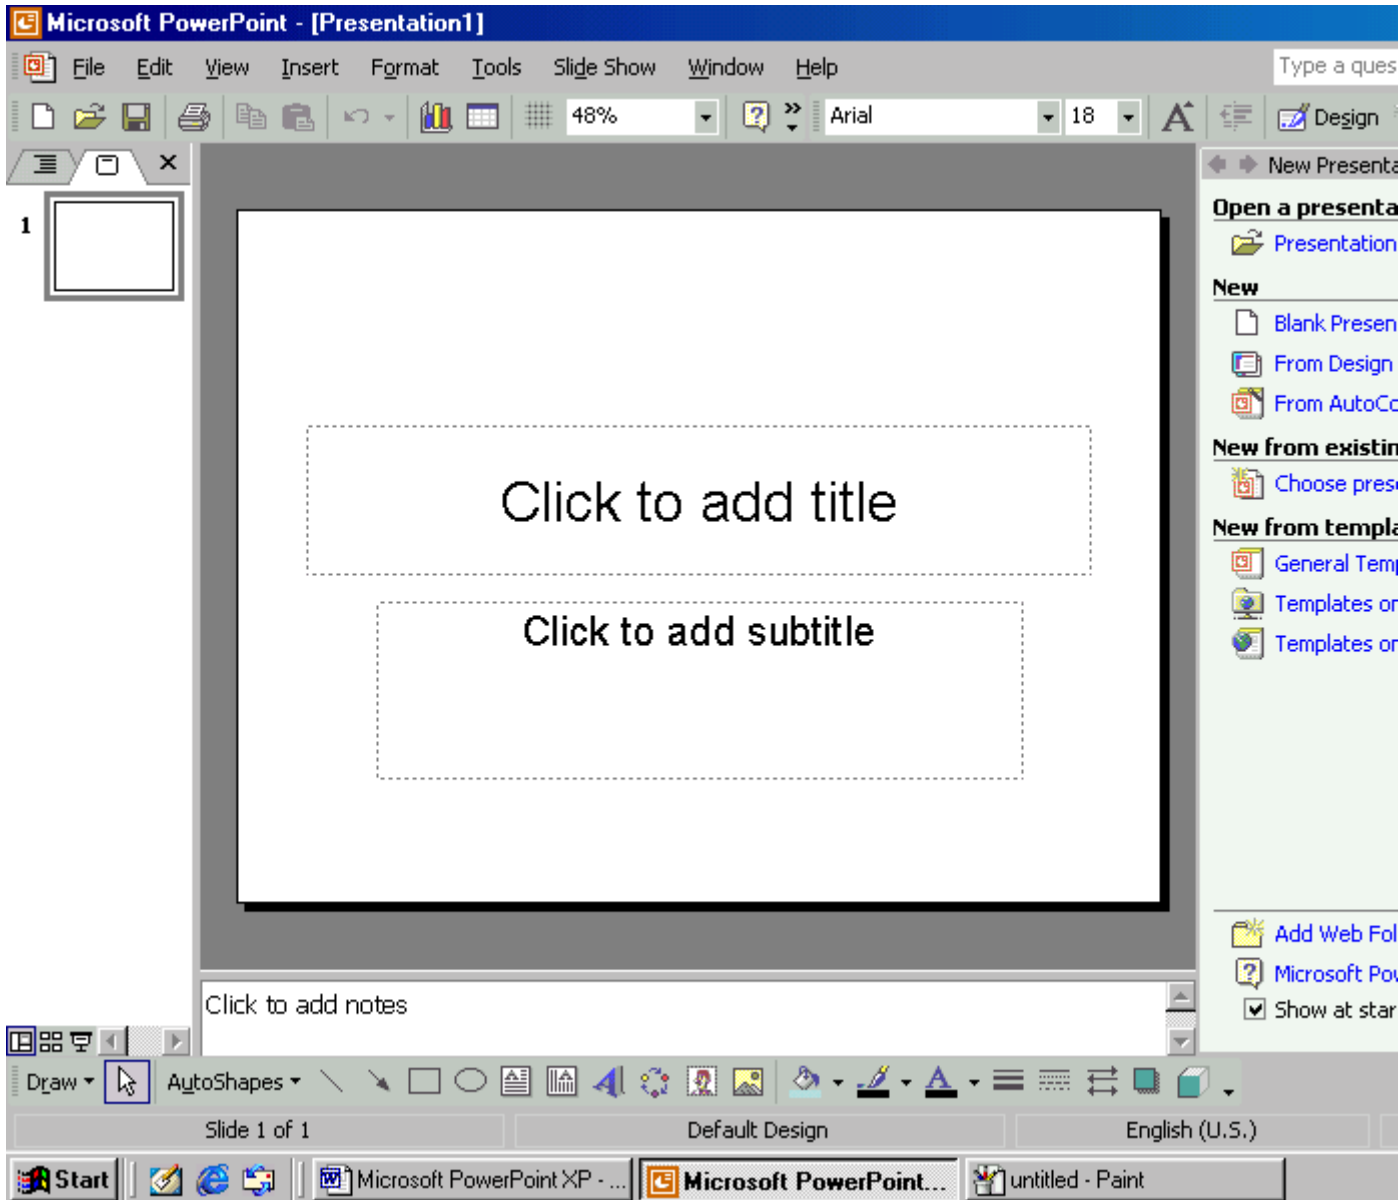 Microsoft PowerPoint - [Presentation1]
File Edit View Insert Format Tools Slide Show Window Help Type a ques
48% Arial 18 Design
New Presenta
1
Open a presenta
Presentation
New
Blank Presen
From Design
From AutoCo
New from existin
Choose prese
New from templa
General Temp
Templates on
Templates on
Click to add title
Click to add subtitle
Add Web Fol
Microsoft Pow
Show at star
Click to add notes
Draw AutoShapes
Slide 1 of 1 Default Design English (U.S.)
Start Microsoft PowerPoint XP - ... Microsoft PowerPoint... untitled - Paint